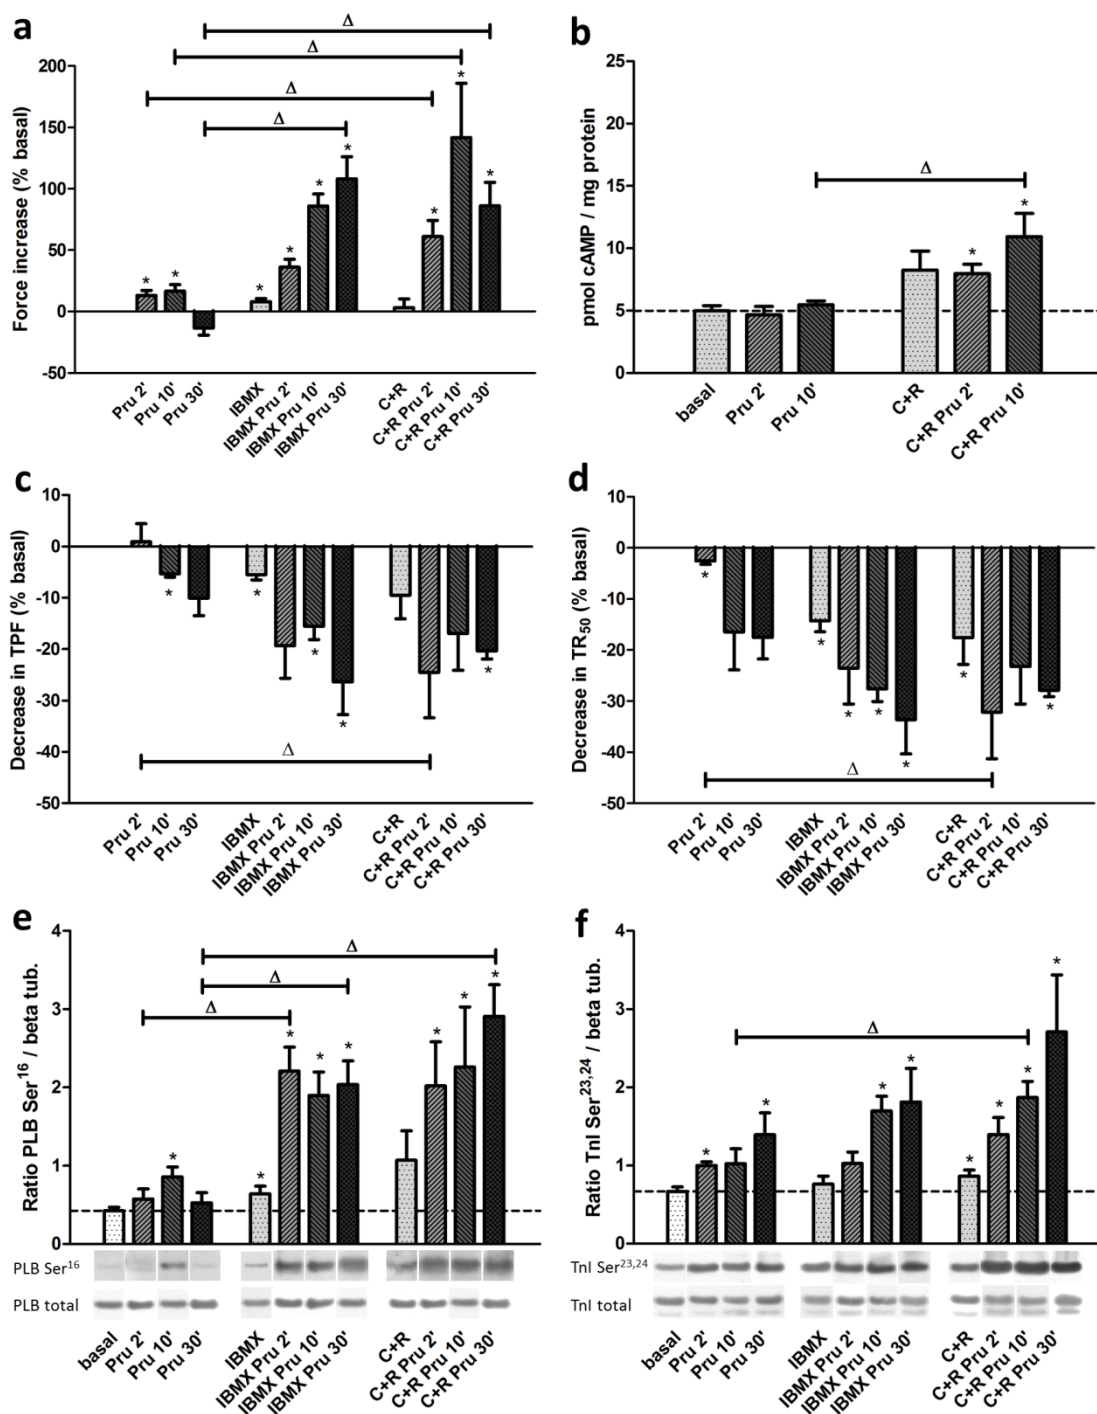 a
Force increase (% basal)
200
150
100
50
0
-50
Δ
Δ
Δ
Δ
* * * * * * * * *
Pru 2'
Pru 10'
Pru 30'
IBMX
IBMX Pru 2'
IBMX Pru 10'
IBMX Pru 30'
C+R
C+R Pru 2'
C+R Pru 10'
C+R Pru 30'
b
pmol cAMP / mg protein
25
20
15
10
5
0
Δ
* *
basal
Pru 2'
Pru 10'
C+R
C+R Pru 2'
C+R Pru 10'
c
Decrease in TPF (% basal)
10
0
-10
-20
-30
-40
-50
* * * * *
Δ
Pru 2'
Pru 10'
Pru 30'
IBMX
IBMX Pru 2'
IBMX Pru 10'
IBMX Pru 30'
C+R
C+R Pru 2'
C+R Pru 10'
C+R Pru 30'
d
Decrease in TR50 (% basal)
10
0
-10
-20
-30
-40
-50
* * * * * * *
Δ
Pru 2'
Pru 10'
Pru 30'
IBMX
IBMX Pru 2'
IBMX Pru 10'
IBMX Pru 30'
C+R
C+R Pru 2'
C+R Pru 10'
C+R Pru 30'
e
Ratio PLB Ser16 / beta tub.
4
3
2
1
0
Δ
Δ
Δ
* * * * * * * *
PLB Ser16
PLB total
basal
Pru 2'
Pru 10'
Pru 30'
IBMX
IBMX Pru 2'
IBMX Pru 10'
IBMX Pru 30'
C+R
C+R Pru 2'
C+R Pru 10'
C+R Pru 30'
f
Ratio TnI Ser23,24 / beta tub.
4
3
2
1
0
Δ
* * * * * * * *
TnI Ser23,24
TnI total
basal
Pru 2'
Pru 10'
Pru 30'
IBMX
IBMX Pru 2'
IBMX Pru 10'
IBMX Pru 30'
C+R
C+R Pru 2'
C+R Pru 10'
C+R Pru 30'